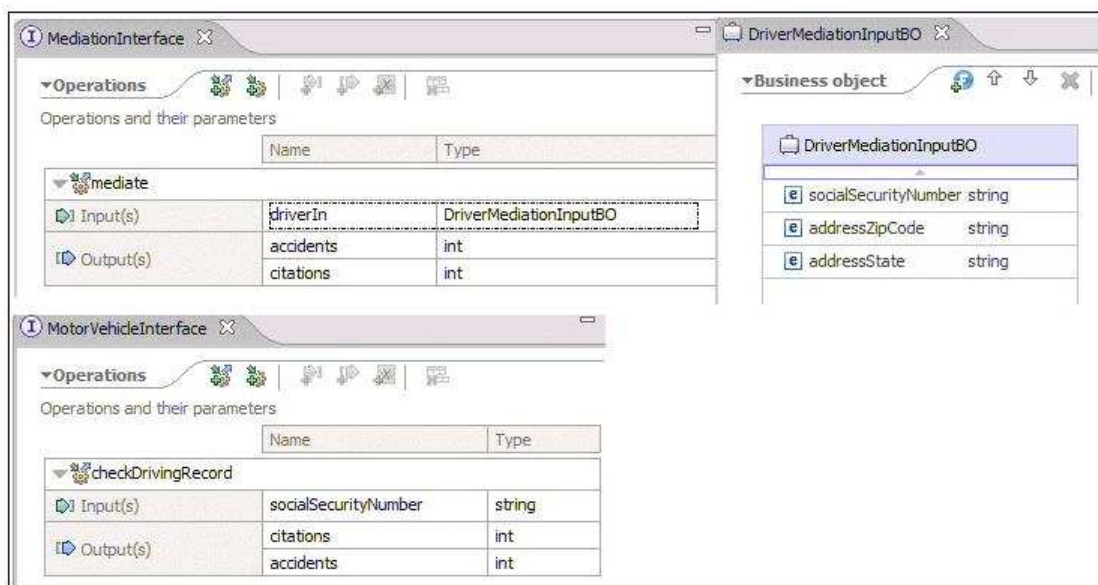 MediationInterface
Operations
Operations and their parameters
Name Type
mediate
Input(s) driverIn DriverMediationInputBO
Output(s) accidents int
citations int
DriverMediationInputBO
Business object
DriverMediationInputBO
e socialSecurityNumber string
e addressZipCode string
e addressState string
MotorVehicleInterface
Operations
Operations and their parameters
Name Type
checkDrivingRecord
Input(s) socialSecurityNumber string
Output(s) citations int
accidents int